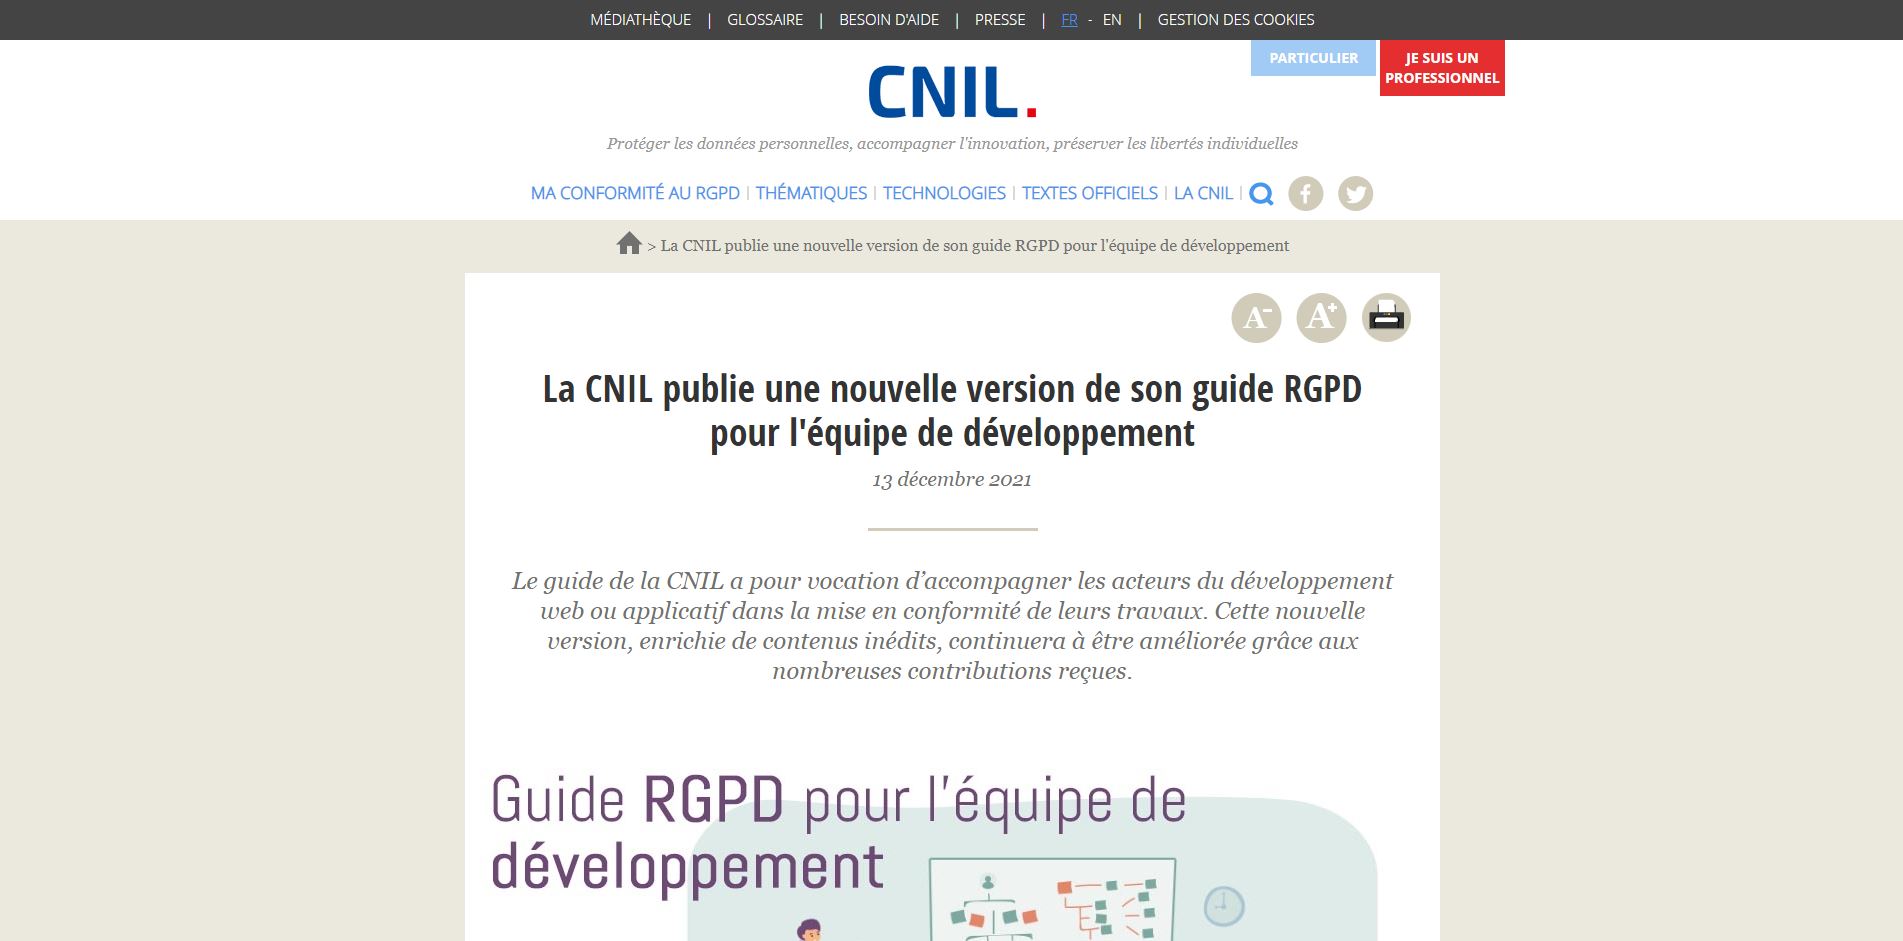 MÉDIATHÈQUE | GLOSSAIRE | BESOIN D'AIDE | PRESSE | FR - EN | GESTION DES COOKIES
PARTICULIER
JE SUIS UN
PROFESSIONNEL
CNIL.
Protéger les données personnelles, accompagner l'innovation, préserver les libertés individuelles
MA CONFORMITÉ AU RGPD | THÉMATIQUES | TECHNOLOGIES | TEXTES OFFICIELS | LA CNIL |
> La CNIL publie une nouvelle version de son guide RGPD pour l'équipe de développement
A- A+
La CNIL publie une nouvelle version de son guide RGPD
pour l'équipe de développement
13 décembre 2021
Le guide de la CNIL a pour vocation d’accompagner les acteurs du développement
web ou applicatif dans la mise en conformité de leurs travaux. Cette nouvelle
version, enrichie de contenus inédits, continuera à être améliorée grâce aux
nombreuses contributions reçues.
Guide RGPD pour l'équipe de
développement